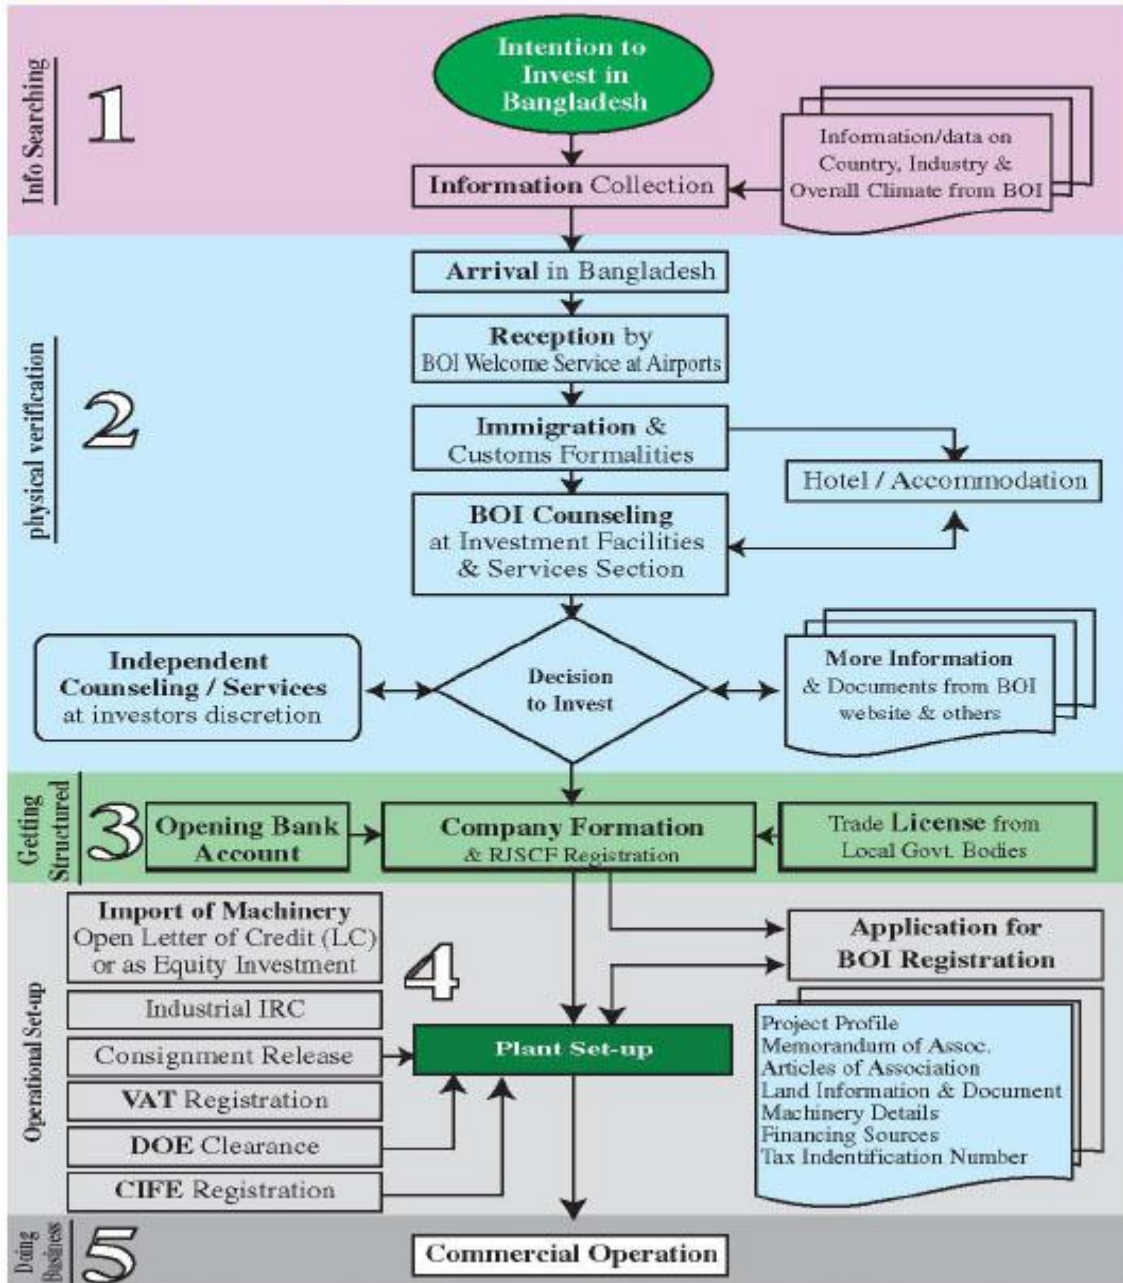 Info Searching
1
Intention to
Invest in
Bangladesh
Information Collection
Information/data on
Country, Industry &
Overall Climate from BOI
physical verification
2
Arrival in Bangladesh
Reception by
BOI Welcome Service at Airports
Immigration &
Customs Formalities
Hotel / Accommodation
BOI Counseling
at Investment Facilities
& Services Section
Independent
Counseling / Services
at investors discretion
Decision
to Invest
More Information
& Documents from BOI
website & others
Getting
Structured
3
Opening Bank
Account
Company Formation
& RJSCF Registration
Trade License from
Local Govt. Bodies
Operational Set-up
4
Import of Machinery
Open Letter of Credit (LC)
or as Equity Investment
Industrial IRC
Consignment Release
VAT Registration
DOE Clearance
CIFE Registration
Plant Set-up
Application for
BOI Registration
Project Profile
Memorandum of Assoc.
Articles of Association
Land Information & Document
Machinery Details
Financing Sources
Tax Indentification Number
Doing
Business
5
Commercial Operation